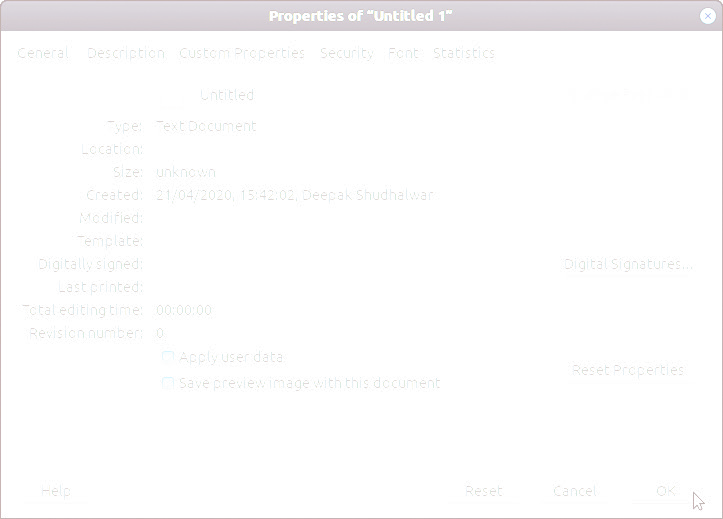 Properties of “Untitled 1”
General Description Custom Properties Security Font Statistics
Untitled
Type: Text Document
Location:
Size: unknown
Created: 21/04/2020, 15:42:02, Deepak Shudhalwar
Modified:
Template:
Digitally signed: Digital Signatures...
Last printed:
Total editing time: 00:00:00
Revision number: 0
Apply user data
Save preview image with this document
Reset Properties
Help Reset Cancel OK